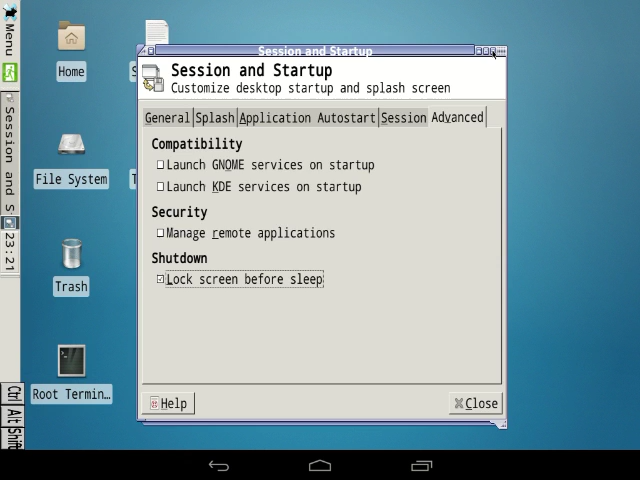 Menu
Session and S
23:21
Ctrl
Alt
Shift
Home
File System
Trash
Root Termin...
Session and Startup
Session and Startup
Customize desktop startup and splash screen
General
Splash
Application Autostart
Session
Advanced
Compatibility
Launch GNOME services on startup
Launch KDE services on startup
Security
Manage remote applications
Shutdown
Lock screen before sleep
Help
Close